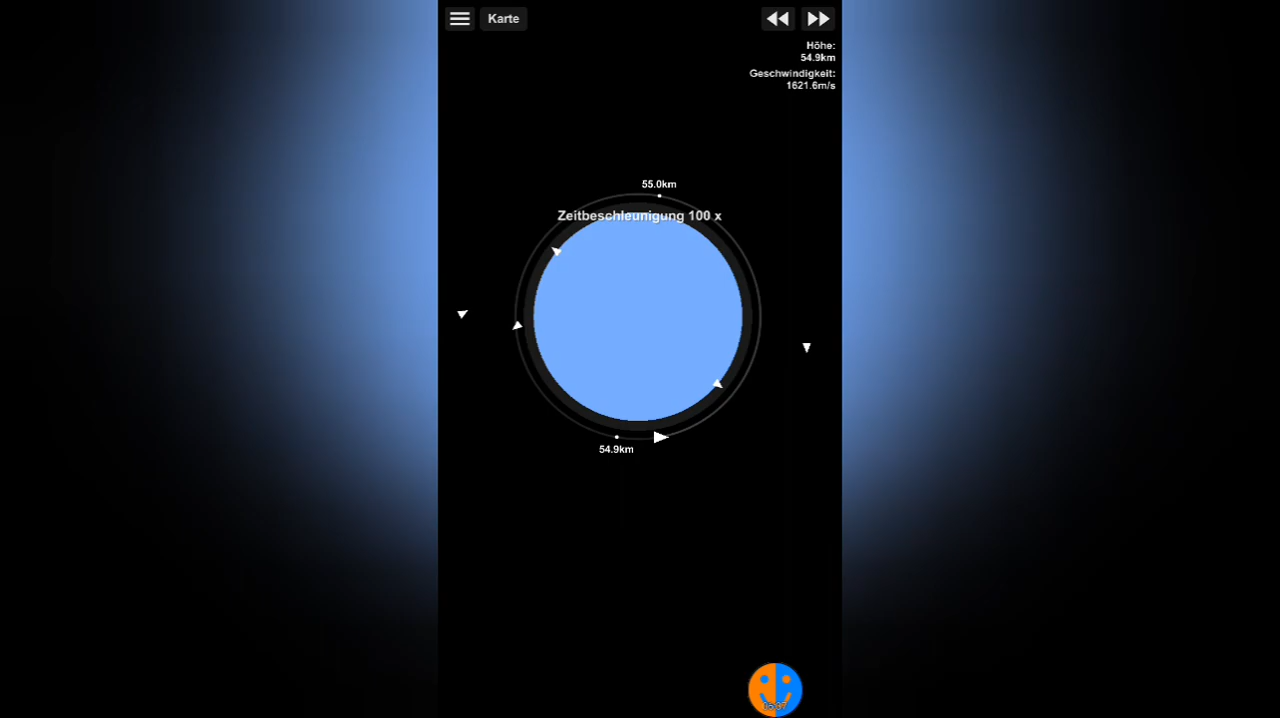 Karte
Höhe:
54.9km
Geschwindigkeit:
1621.6m/s
55.0km
Zeitbeschleunigung 100 x
54.9km